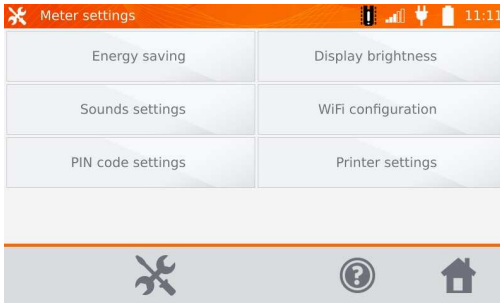 Meter settings 11:11
Energy saving Display brightness
Sounds settings WiFi configuration
PIN code settings Printer settings
?